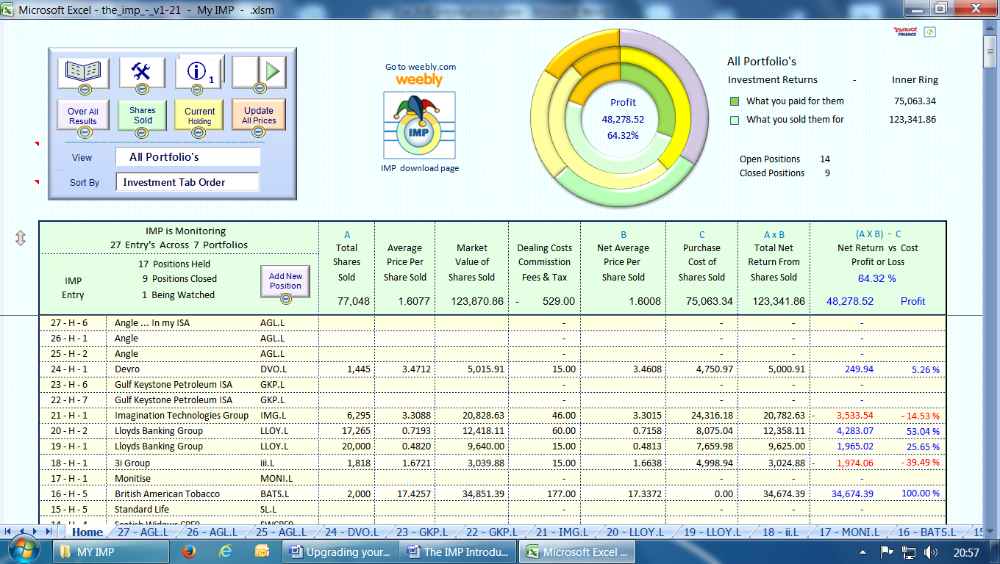 Microsoft Excel - the_imp_-_v1-21 - My IMP - .xlsm
YAHOO! FINANCE
1
IMP IMP IMP IMP
Over All Results
Shares Sold
Current Holding
Update All Prices
IMP IMP IMP IMP
View All Portfolio's
Sort By Investment Tab Order
Go to weebly.com
weebly
IMP
IMP download page
Profit
48,278.52
64.32%
All Portfolio's
Investment Returns - Inner Ring
What you paid for them 75,063.34
What you sold them for 123,341.86
Open Positions 14
Closed Positions 9
IMP is Monitoring
27 Entry's Across 7 Portfolios
17 Positions Held
9 Positions Closed
1 Being Watched
IMP Entry
Add New Position
IMP
A Total Shares Sold 77,048
Average Price Per Share Sold 1.6077
Market Value of Shares Sold 123,870.86
Dealing Costs Commisstion Fees & Tax - 529.00
B Net Average Price Per Share Sold 1.6008
C Purchase Cost of Shares Sold 75,063.34
A x B Total Net Return From Shares Sold 123,341.86
(A X B) - C Net Return vs Cost Profit or Loss 64.32 % 48,278.52 Profit
27 - H - 6 Angle ... In my ISA AGL.L - - - -
26 - H - 1 Angle AGL.L - - - -
25 - H - 2 Angle AGL.L - - - -
24 - H - 1 Devro DVO.L 1,445 3.4712 5,015.91 15.00 3.4608 4,750.97 5,000.91 249.94 5.26 %
23 - H - 6 Gulf Keystone Petroleum ISA GKP.L - - - -
22 - H - 7 Gulf Keystone Petroleum ISA GKP.L - - - -
21 - H - 1 Imagination Technologies Group IMG.L 6,295 3.3088 20,828.63 46.00 3.3015 24,316.18 20,782.63 - 3,533.54 - 14.53 %
20 - H - 2 Lloyds Banking Group LLOY.L 17,265 0.7193 12,418.11 60.00 0.7158 8,075.04 12,358.11 4,283.07 53.04 %
19 - H - 1 Lloyds Banking Group LLOY.L 20,000 0.4820 9,640.00 15.00 0.4813 7,659.98 9,625.00 1,965.02 25.65 %
18 - H - 1 3i Group iii.L 1,818 1.6721 3,039.88 15.00 1.6638 4,998.94 3,024.88 - 1,974.06 - 39.49 %
17 - H - 1 Monitise MONI.L - - - -
16 - H - 5 British American Tobacco BATS.L 2,000 17.4257 34,851.39 177.00 17.3372 0.00 34,674.39 34,674.39 100.00 %
15 - H - 5 Standard Life SL.L - - - -
Home 27 - AGL.L 26 - AGL.L 25 - AGL.L 24 - DVO.L 23 - GKP.L 22 - GKP.L 21 - IMG.L 20 - LLOY.L 19 - LLOY.L 18 - iii.L 17 - MONI.L 16 - BATS.L 15
MY IMP
Upgrading your...
The IMP Introdu...
Microsoft Excel ...
20:57